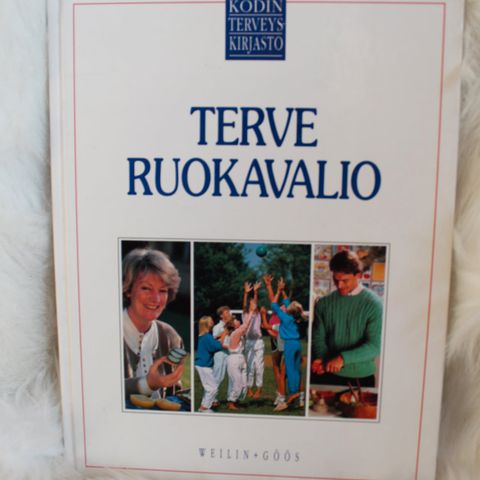 KODIN
TERVEYS-
KIRJASTO
TERVE
RUOKAVALIO
WEILIN+GÖÖS